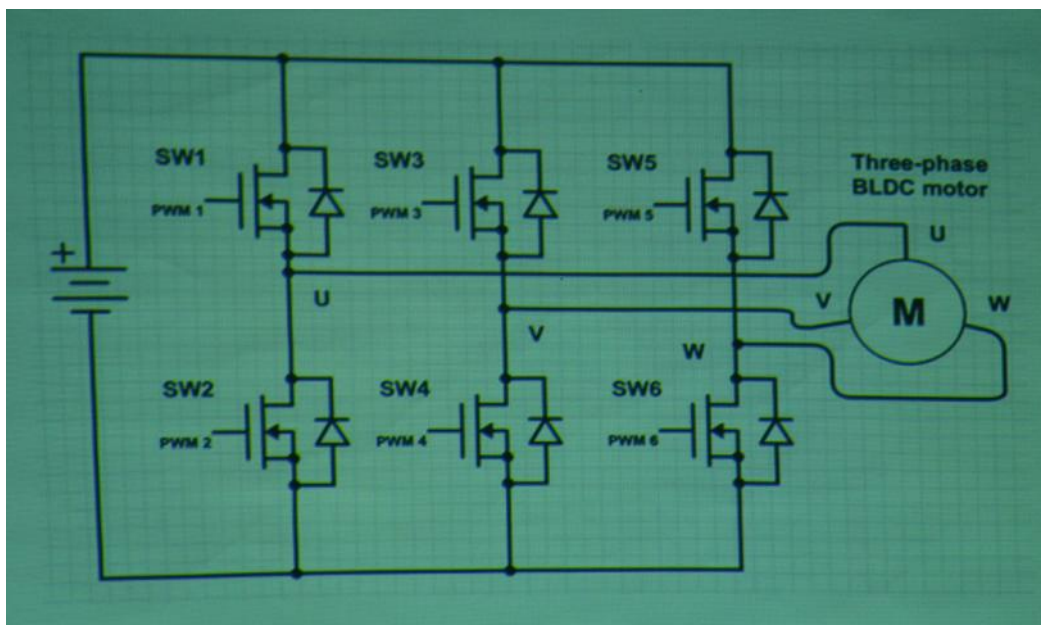 SW1
SW3
SW5
Three-phase
BLDC motor
PWM 1
PWM 3
PWM 5
U
+
U
V
M
W
V
W
SW2
SW4
SW6
PWM 2
PWM 4
PWM 6